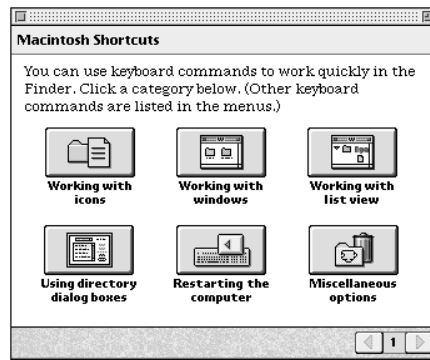 Macintosh Shortcuts
You can use keyboard commands to work quickly in the
Finder. Click a category below. (Other keyboard
commands are listed in the menus.)
Working with
icons
Working with
windows
Working with
list view
Using directory
dialog boxes
Restarting the
computer
Miscellaneous
options
1